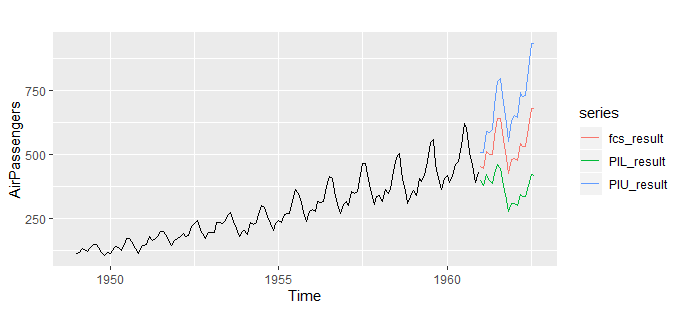 AirPassengers
750
500
250
1950
1955
1960
Time
series
fcs_result
PIL_result
PIU_result